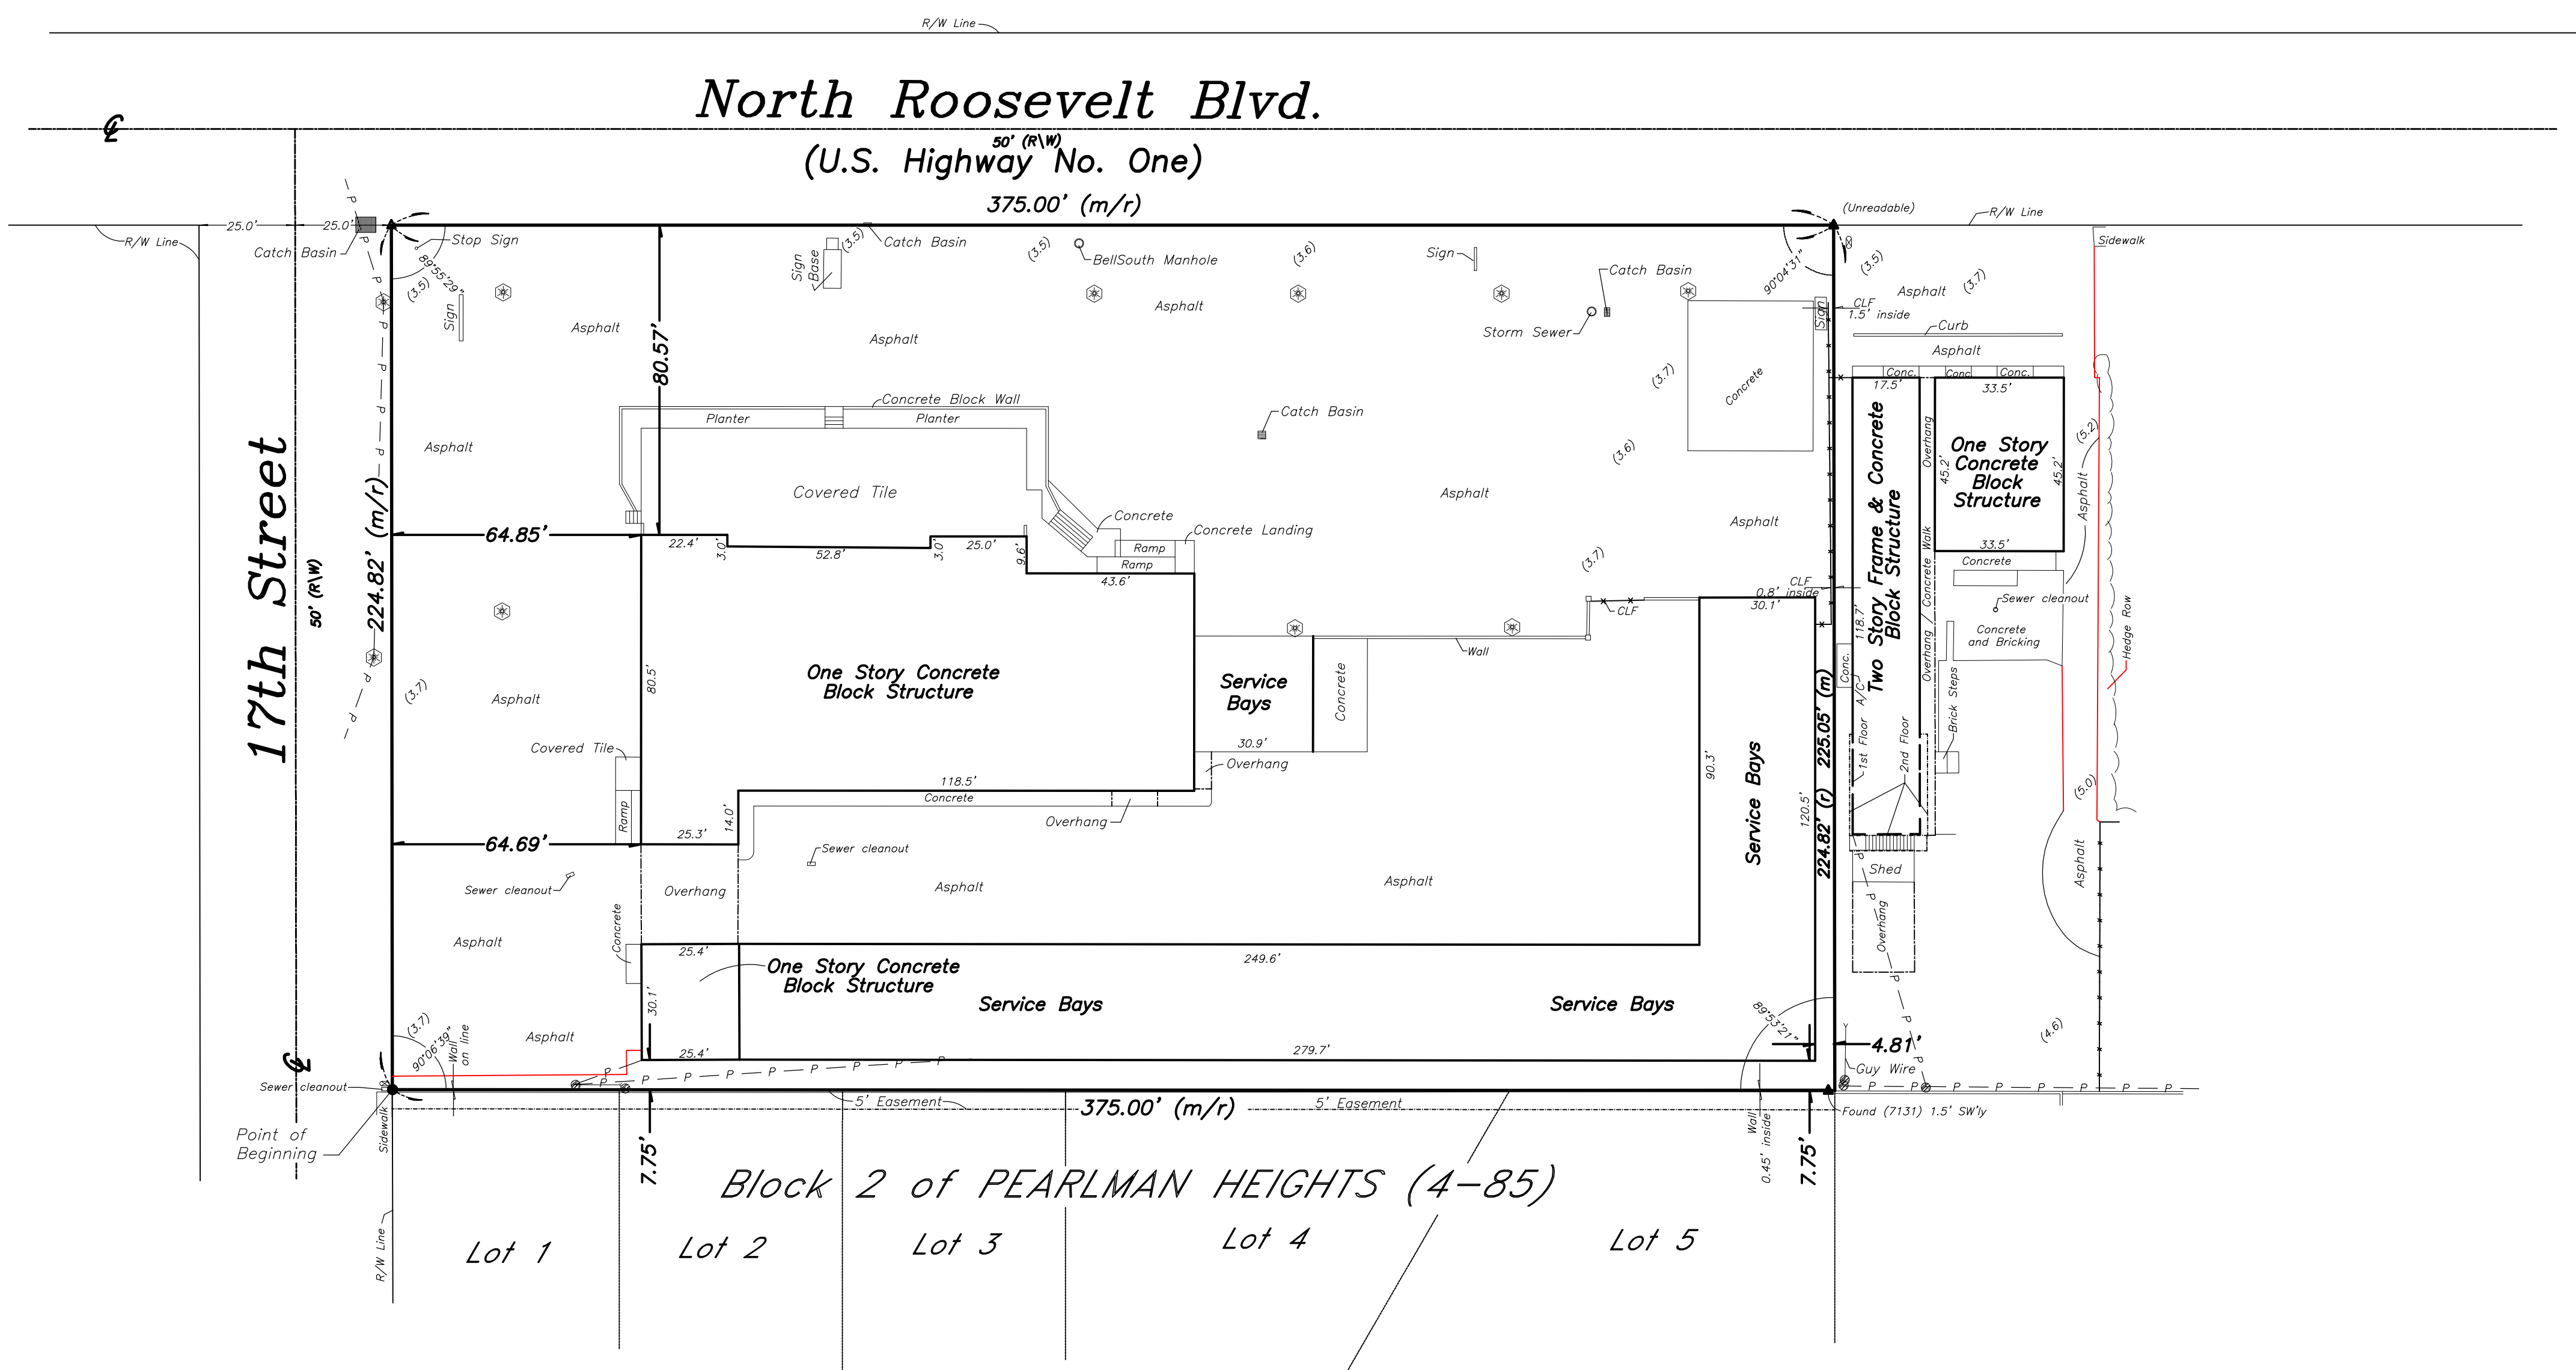 R/W Line
North Roosevelt Blvd.
50' (R\W)
(U.S. Highway No. One)
375.00' (m/r)
(Unreadable)
R/W Line
25.0'
25.0'
R/W Line
Catch Basin
Stop Sign
89°55'29"
(3.5)
Sign
Sign
Base
(3.5)
Catch Basin
(3.5)
BellSouth Manhole
(3.6)
Sign
Catch Basin
Storm Sewer
90°04'31"
(3.5)
Sidewalk
Asphalt
(3.7)
CLF
1.5' inside
Sign
Curb
Asphalt
Asphalt
Asphalt
Asphalt
80.57'
(3.7)
Concrete
Conc.
Conc.
Conc.
17.5'
33.5'
Concrete Block Wall
Planter
Planter
Catch Basin
Asphalt
(3.6)
Covered Tile
Asphalt
Asphalt
Overhang
One Story
Concrete
Block
Structure
45.2'
45.2'
33.5'
(5.2)
Asphalt
17th Street
50' (R\W)
224.82' (m/r)
64.85'
22.4'
3.0'
52.8'
3.0'
25.0'
9.6'
Concrete
Concrete Landing
Ramp
Ramp
43.6'
(3.7)
CLF
CLF
0.8' inside
30.1'
Wall
Two Story Frame & Concrete
Block Structure
118.7'
Concrete Walk
Overhang
Overhang
Concrete
Sewer cleanout
Concrete
and Bricking
Hedge Row
Brick Steps
Conc.
A/C
1st Floor
2nd Floor
(3.7)
Asphalt
80.5'
One Story Concrete
Block Structure
Service
Bays
30.9'
Concrete
Overhang
90.3'
Service Bays
120.5'
225.05' (m)
224.82' (r)
Covered Tile
Ramp
118.5'
Concrete
Overhang
14.0'
25.3'
64.69'
Sewer cleanout
Sewer cleanout
Overhang
Asphalt
Asphalt
Shed
Overhang
(5.0)
Asphalt
(4.6)
Asphalt
Concrete
25.4'
One Story Concrete
Block Structure
30.1'
25.4'
249.6'
Service Bays
Service Bays
279.7'
89°53'21"
4.81'
Guy Wire
Asphalt
(3.7)
90°06'39"
Wall
on line
Sewer cleanout
Point of
Beginning
Sidewalk
R/W Line
7.75'
5' Easement
375.00' (m/r)
5' Easement
Wall
0.45' inside
7.75'
Found (7131) 1.5' SW'ly
Block 2 of PEARLMAN HEIGHTS (4-85)
Lot 1
Lot 2
Lot 3
Lot 4
Lot 5